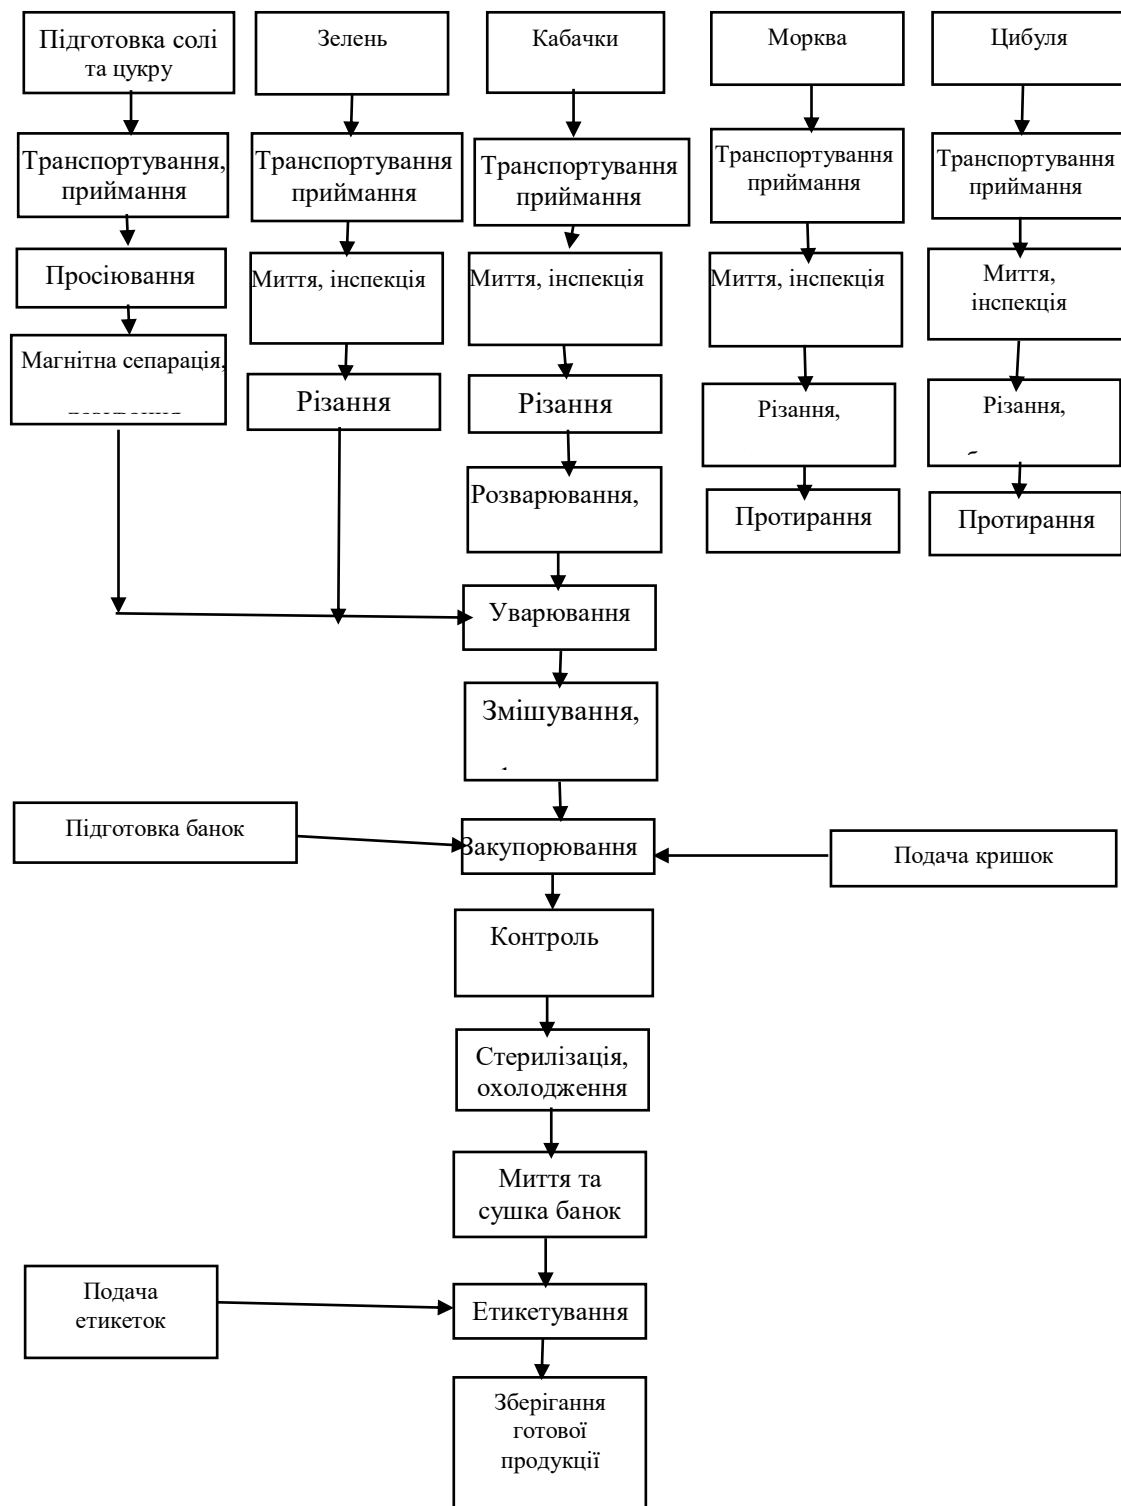 Підготовка солі
та цукру
Зелень
Кабачки
Морква
Цибуля
Транспортування,
приймання
Транспортування
приймання
Транспортування
приймання
Транспортування
приймання
Транспортування
приймання
Просіювання
Миття, інспекція
Миття, інспекція
Миття, інспекція
Миття,
інспекція
Магнітна сепарація,
Різання
Різання
Різання,
Різання,
Розварювання,
Протирання
Протирання
Уварювання
Змішування,
Підготовка банок
Закупорювання
Подача кришок
Контроль
Стерилізація,
охолодження
Миття та
сушка банок
Подача
етикеток
Етикетування
Зберігання
готової
продукції